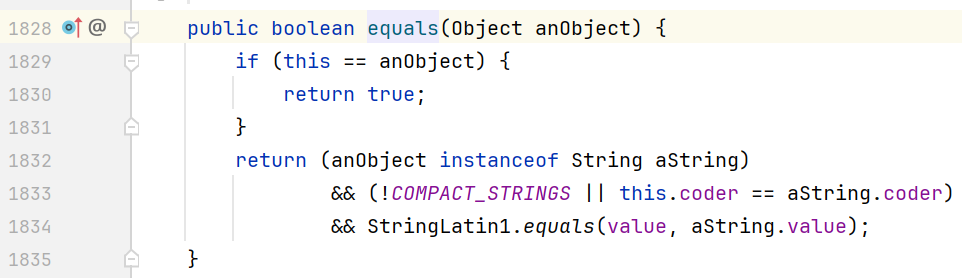 1828 @ public boolean equals(Object anObject) {
1829 if (this == anObject) {
1830 return true;
1831 }
1832 return (anObject instanceof String aString)
1833 && (!COMPACT_STRINGS || this.coder == aString.coder)
1834 && StringLatin1.equals(value, aString.value);
1835 }